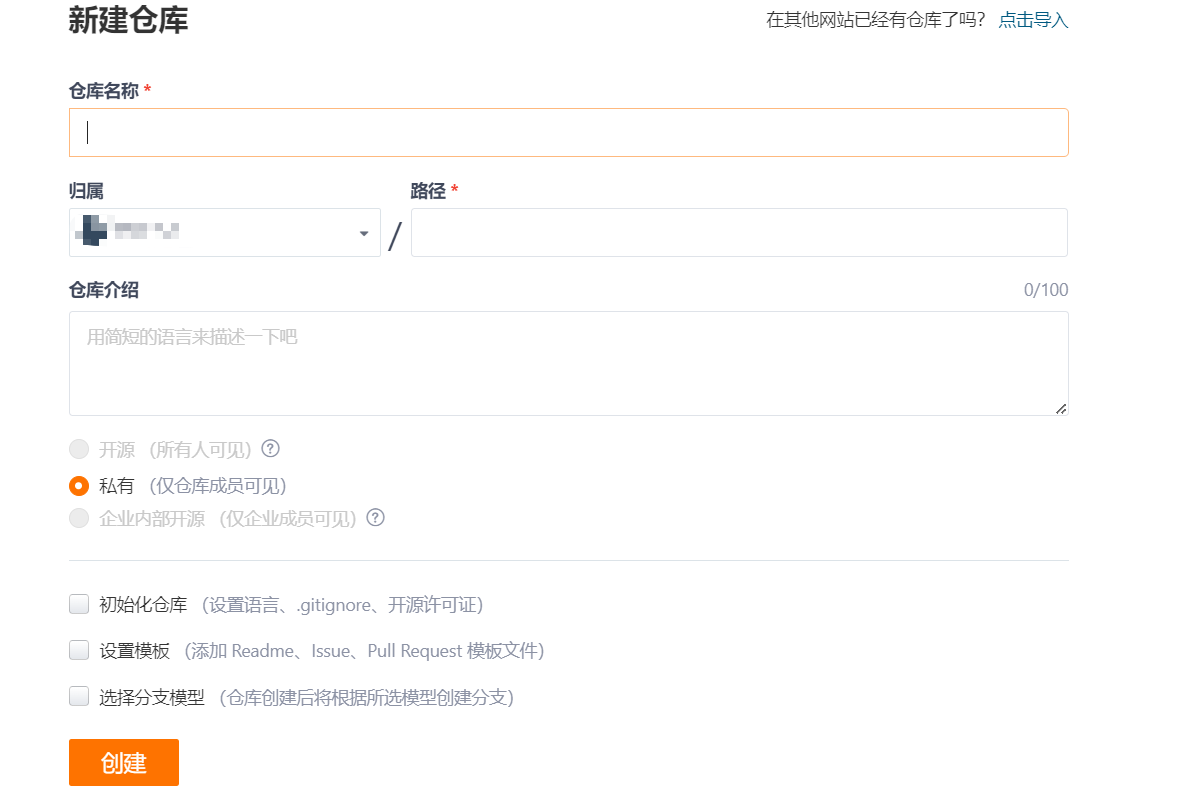 新建仓库
在其他网站已经有仓库了吗? 点击导入
仓库名称 *
归属
路径 *
/
仓库介绍
0/100
用简短的语言来描述一下吧
开源 (所有人可见) ?
私有 (仅仓库成员可见)
企业内部开源 (仅企业成员可见) ?
初始化仓库 (设置语言、.gitignore、开源许可证)
设置模板 (添加 Readme、Issue、Pull Request 模板文件)
选择分支模型 (仓库创建后将根据所选模型创建分支)
创建